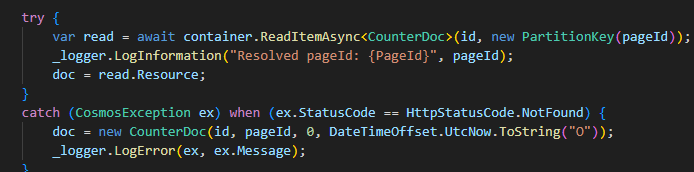 try {
    var read = await container.ReadItemAsync<CounterDoc>(id, new PartitionKey(pageId));
    _logger.LogInformation("Resolved pageId: {PageId}", pageId);
    doc = read.Resource;
}
catch (CosmosException ex) when (ex.StatusCode == HttpStatusCode.NotFound) {
    doc = new CounterDoc(id, pageId, 0, DateTimeOffset.UtcNow.ToString("O"));
    _logger.LogError(ex, ex.Message);
}